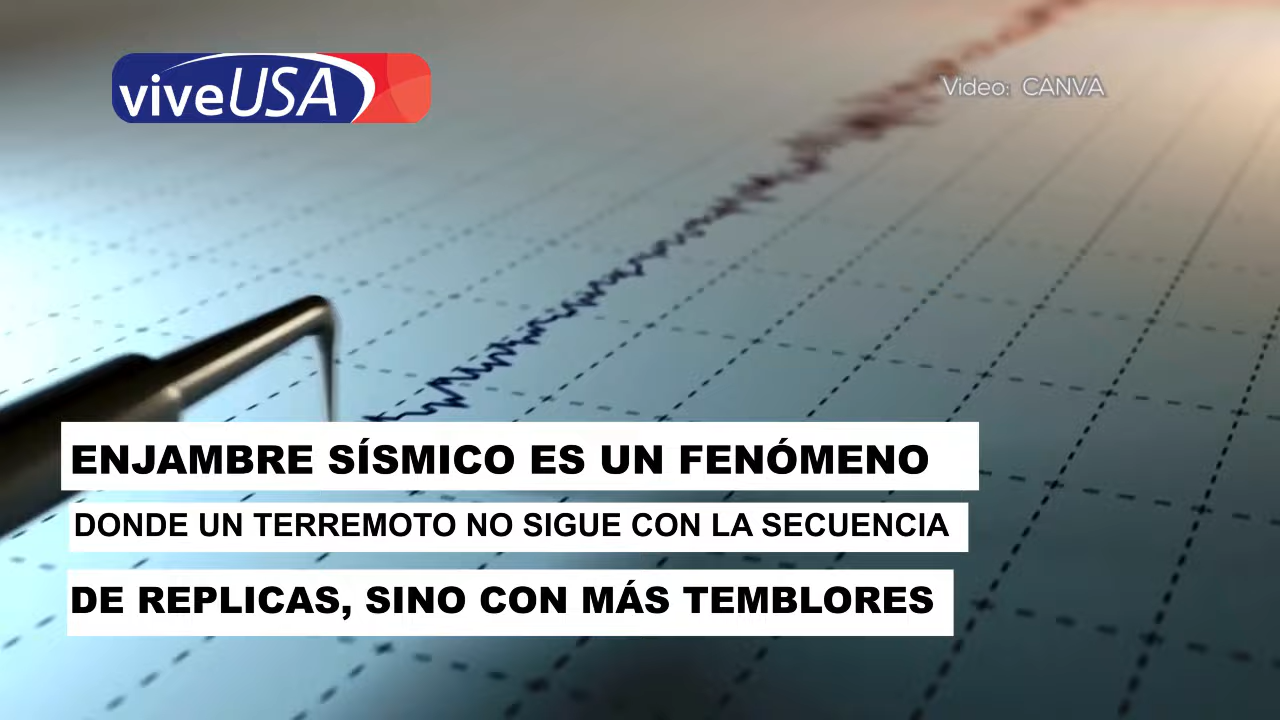 viveUSA
Video: CANVA
ENJAMBRE SÍSMICO ES UN FENÓMENO
DONDE UN TERREMOTO NO SIGUE CON LA SECUENCIA
DE REPLICAS, SINO CON MÁS TEMBLORES